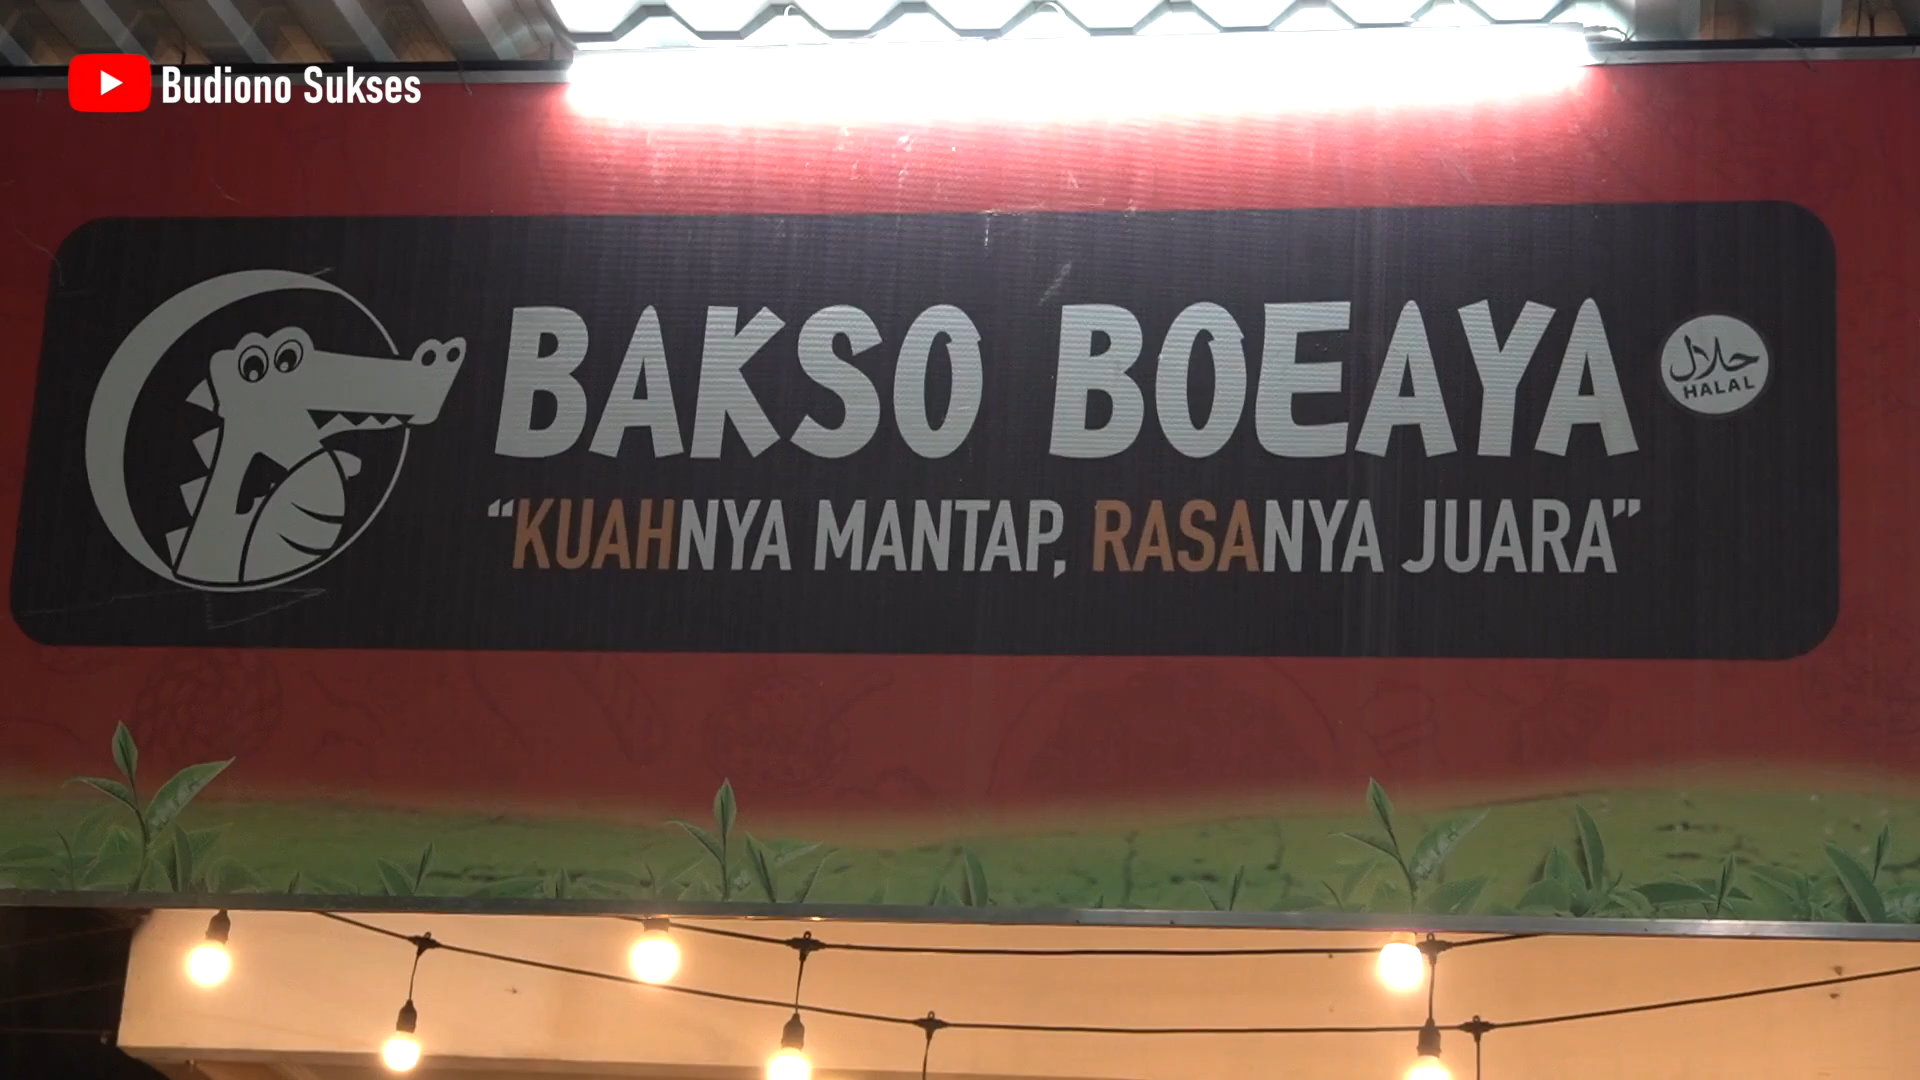 Budiono Sukses
BAKSO BOEAYA
حلال
HALAL
“KUAHNYA MANTAP, RASANYA JUARA”